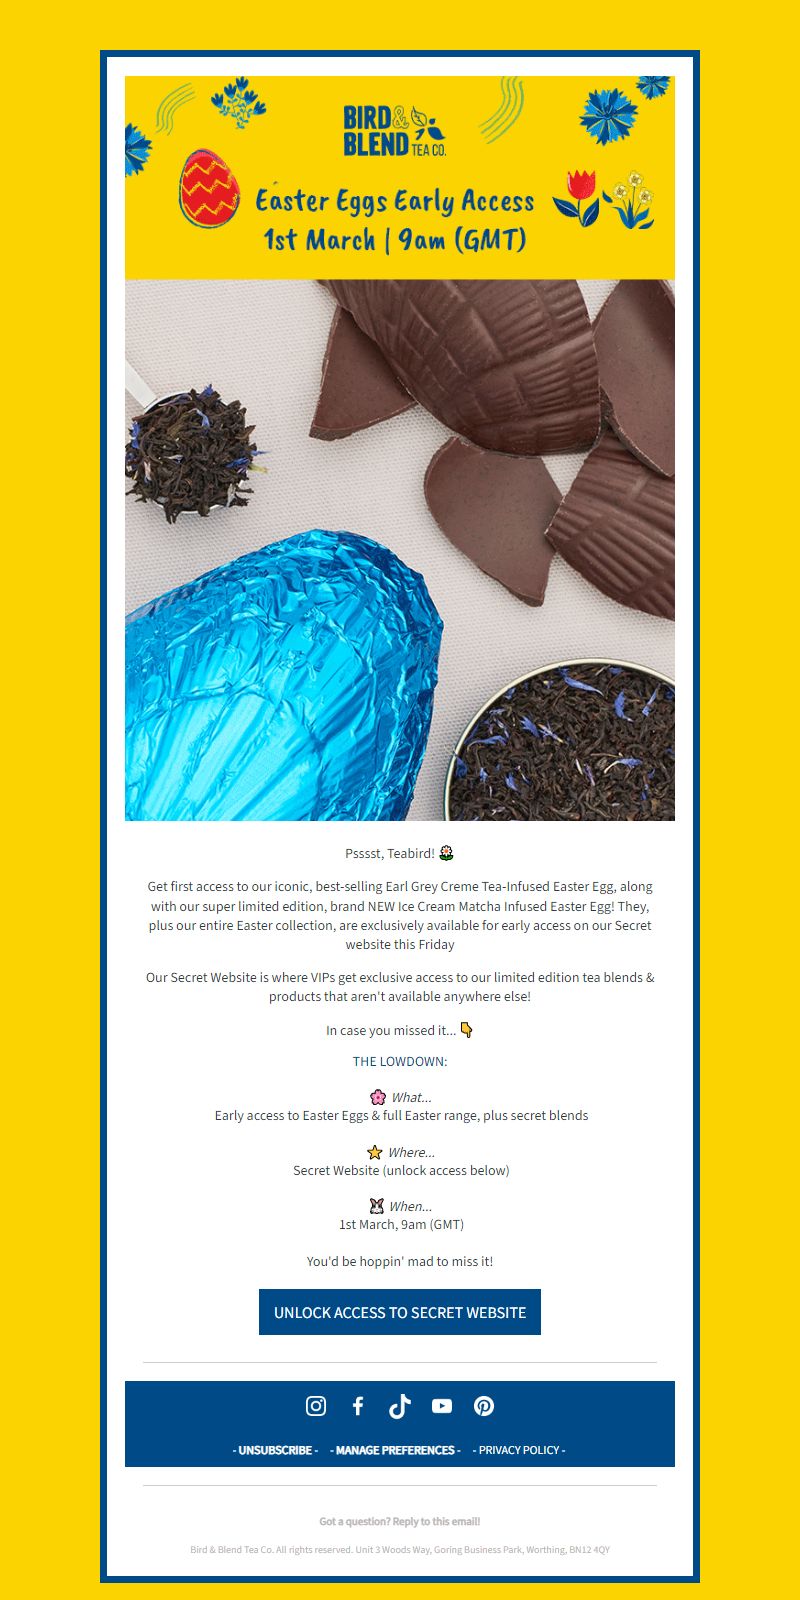 BIRD&
BLEND TEA CO.
Easter Eggs Early Access
1st March | 9am (GMT)
Psssst, Teabird! 🌼
Get first access to our iconic, best-selling Earl Grey Creme Tea-Infused Easter Egg, along
with our super limited edition, brand NEW Ice Cream Matcha Infused Easter Egg! They,
plus our entire Easter collection, are exclusively available for early access on our Secret
website this Friday
Our Secret Website is where VIPs get exclusive access to our limited edition tea blends &
products that aren't available anywhere else!
In case you missed it... 👇
THE LOWDOWN:
🌸 What...
Early access to Easter Eggs & full Easter range, plus secret blends
⭐ Where...
Secret Website (unlock access below)
🐰 When...
1st March, 9am (GMT)
You'd be hoppin' mad to miss it!
UNLOCK ACCESS TO SECRET WEBSITE
- UNSUBSCRIBE - - MANAGE PREFERENCES - - PRIVACY POLICY -
Got a question? Reply to this email!
Bird & Blend Tea Co. All rights reserved. Unit 3 Woods Way, Goring Business Park, Worthing, BN12 4QY